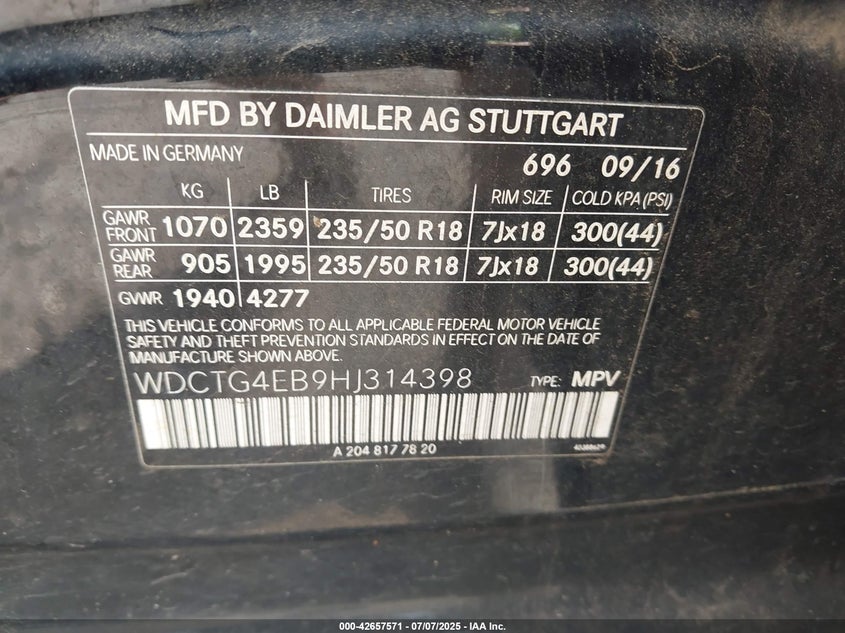 MFD BY DAIMLER AG STUTTGART
MADE IN GERMANY 696 09/16
KG LB TIRES RIM SIZE COLD KPA (PSI)
GAWR FRONT 1070 2359 235/50 R18 7Jx18 300(44)
GAWR REAR 905 1995 235/50 R18 7Jx18 300(44)
GVWR 1940 4277
THIS VEHICLE CONFORMS TO ALL APPLICABLE FEDERAL MOTOR VEHICLE
SAFETY AND THEFT PREVENTION STANDARDS IN EFFECT ON THE DATE
OF MANUFACTURE SHOWN ABOVE.
WDCTG4EB9HJ314398 TYPE: MPV
A 204 817 78 20
000-42657571 / 07/07/2025 - IAA Inc.